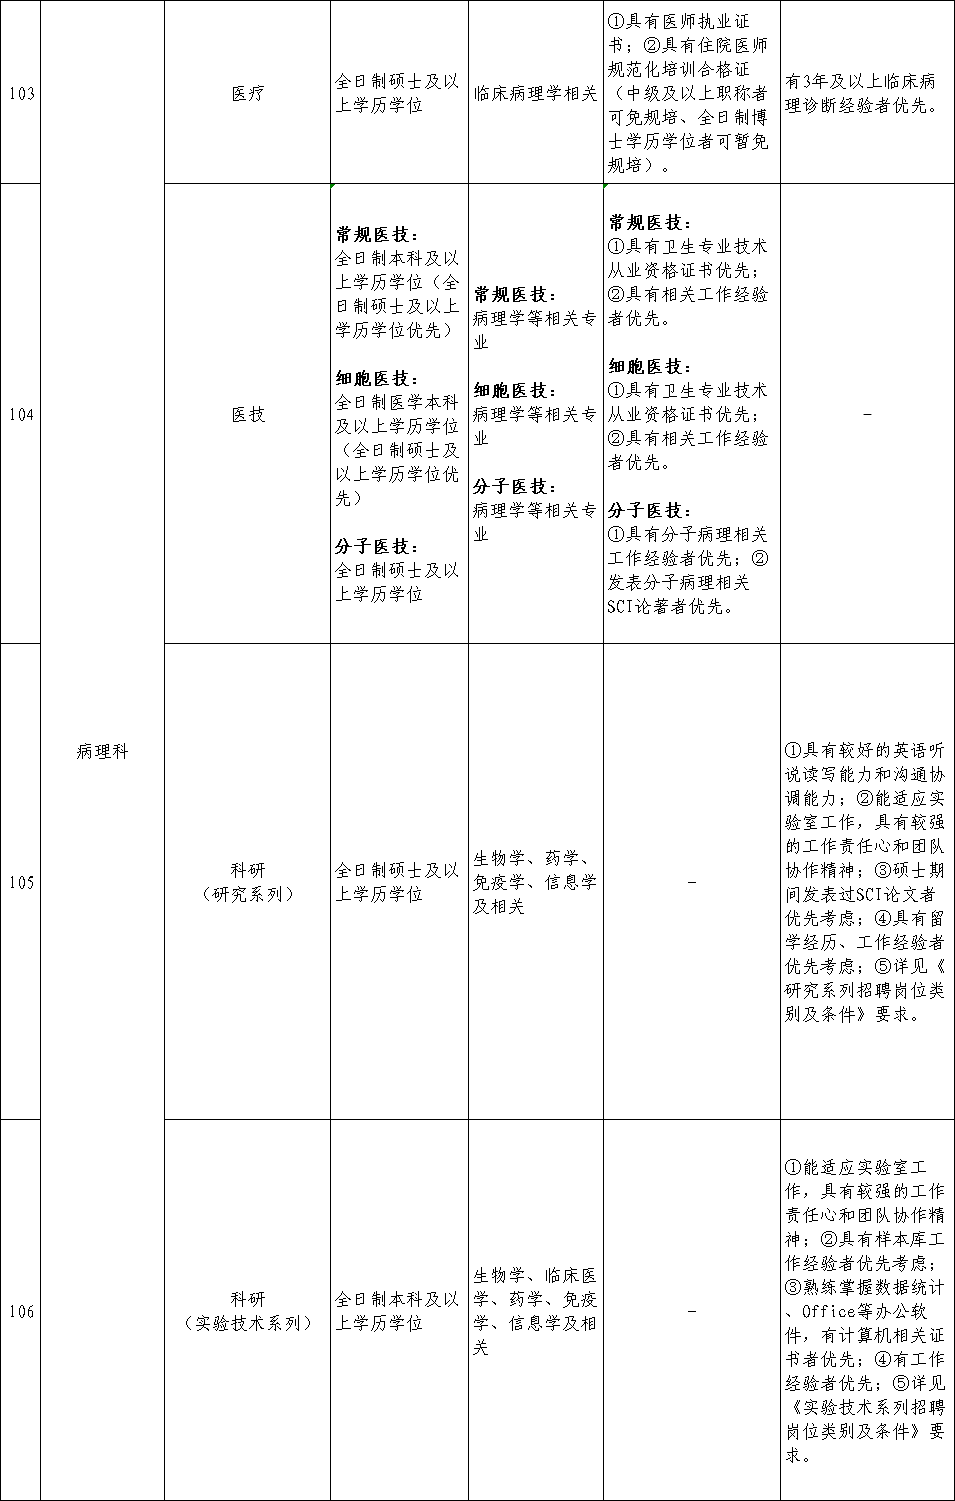 103
医疗
全日制硕士及以
上学历学位
临床病理学相关
①具有医师执业证
书；②具有住院医师
规范化培训合格证
（中级及以上职称者
可免规培、全日制博
士学历学位者可暂免
规培）。
有3年及以上临床病
理诊断经验者优先。
104
医技
常规医技：
全日制本科及以
上学历学位（全
日制硕士及以上
学历学位优先）
细胞医技：
全日制医学本科
及以上学历学位
（全日制硕士及
以上学历学位优
先）
分子医技：
全日制硕士及以
上学历学位
常规医技：
病理学等相关专
业
细胞医技：
病理学等相关专
业
分子医技：
病理学等相关专
业
常规医技：
①具有卫生专业技术
从业资格证书优先；
②具有相关工作经验
者优先。
细胞医技：
①具有卫生专业技术
从业资格证书优先；
②具有相关工作经验
者优先。
分子医技：
①具有分子病理相关
工作经验者优先；②
发表分子病理相关
SCI论著者优先。
-
病理科
105
科研
（研究系列）
全日制硕士及以
上学历学位
生物学、药学、
免疫学、信息学
及相关
-
①具有较好的英语听
说读写能力和沟通协
调能力；②能适应实
验室工作，具有较强
的工作责任心和团队
协作精神；③硕士期
间发表过SCI论文者
优先考虑；④具有留
学经历、工作经验者
优先考虑；⑤详见《
研究系列招聘岗位类
别及条件》要求。
106
科研
（实验技术系列）
全日制本科及以
上学历学位
生物学、临床医
学、药学、免疫
学、信息学及相
关
-
①能适应实验室工
作，具有较强的工作
责任心和团队协作精
神；②具有样本库工
作经验者优先考虑；
③熟练掌握数据统计
、Office等办公软
件，有计算机相关证
书者优先；④有工作
经验者优先；⑤详见
《实验技术系列招聘
岗位类别及条件》要
求。